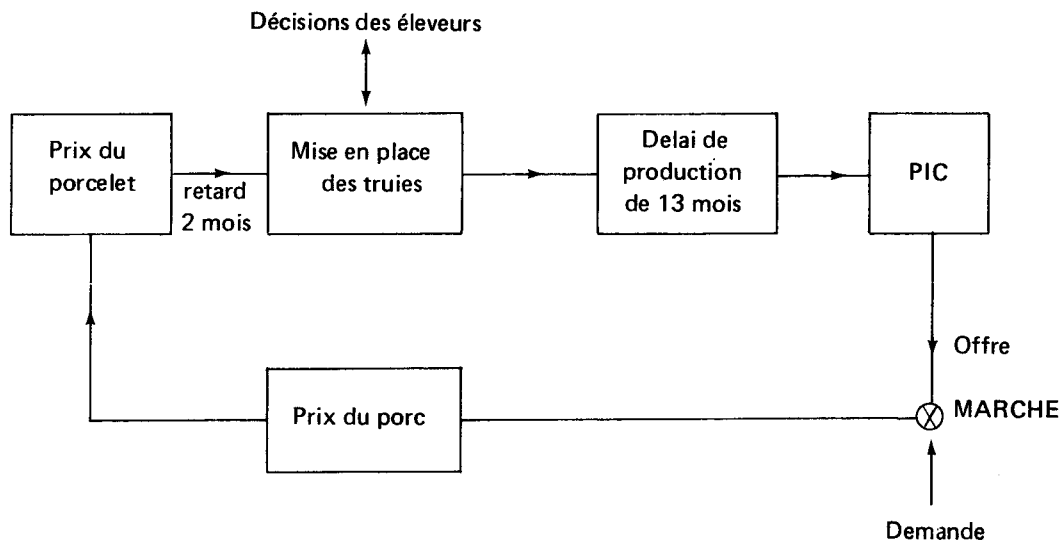 Décisions des éleveurs
Prix du
porcelet
retard
2 mois
Mise en place
des truies
Delai de
production
de 13 mois
PIC
Offre
MARCHE
Prix du porc
Demande